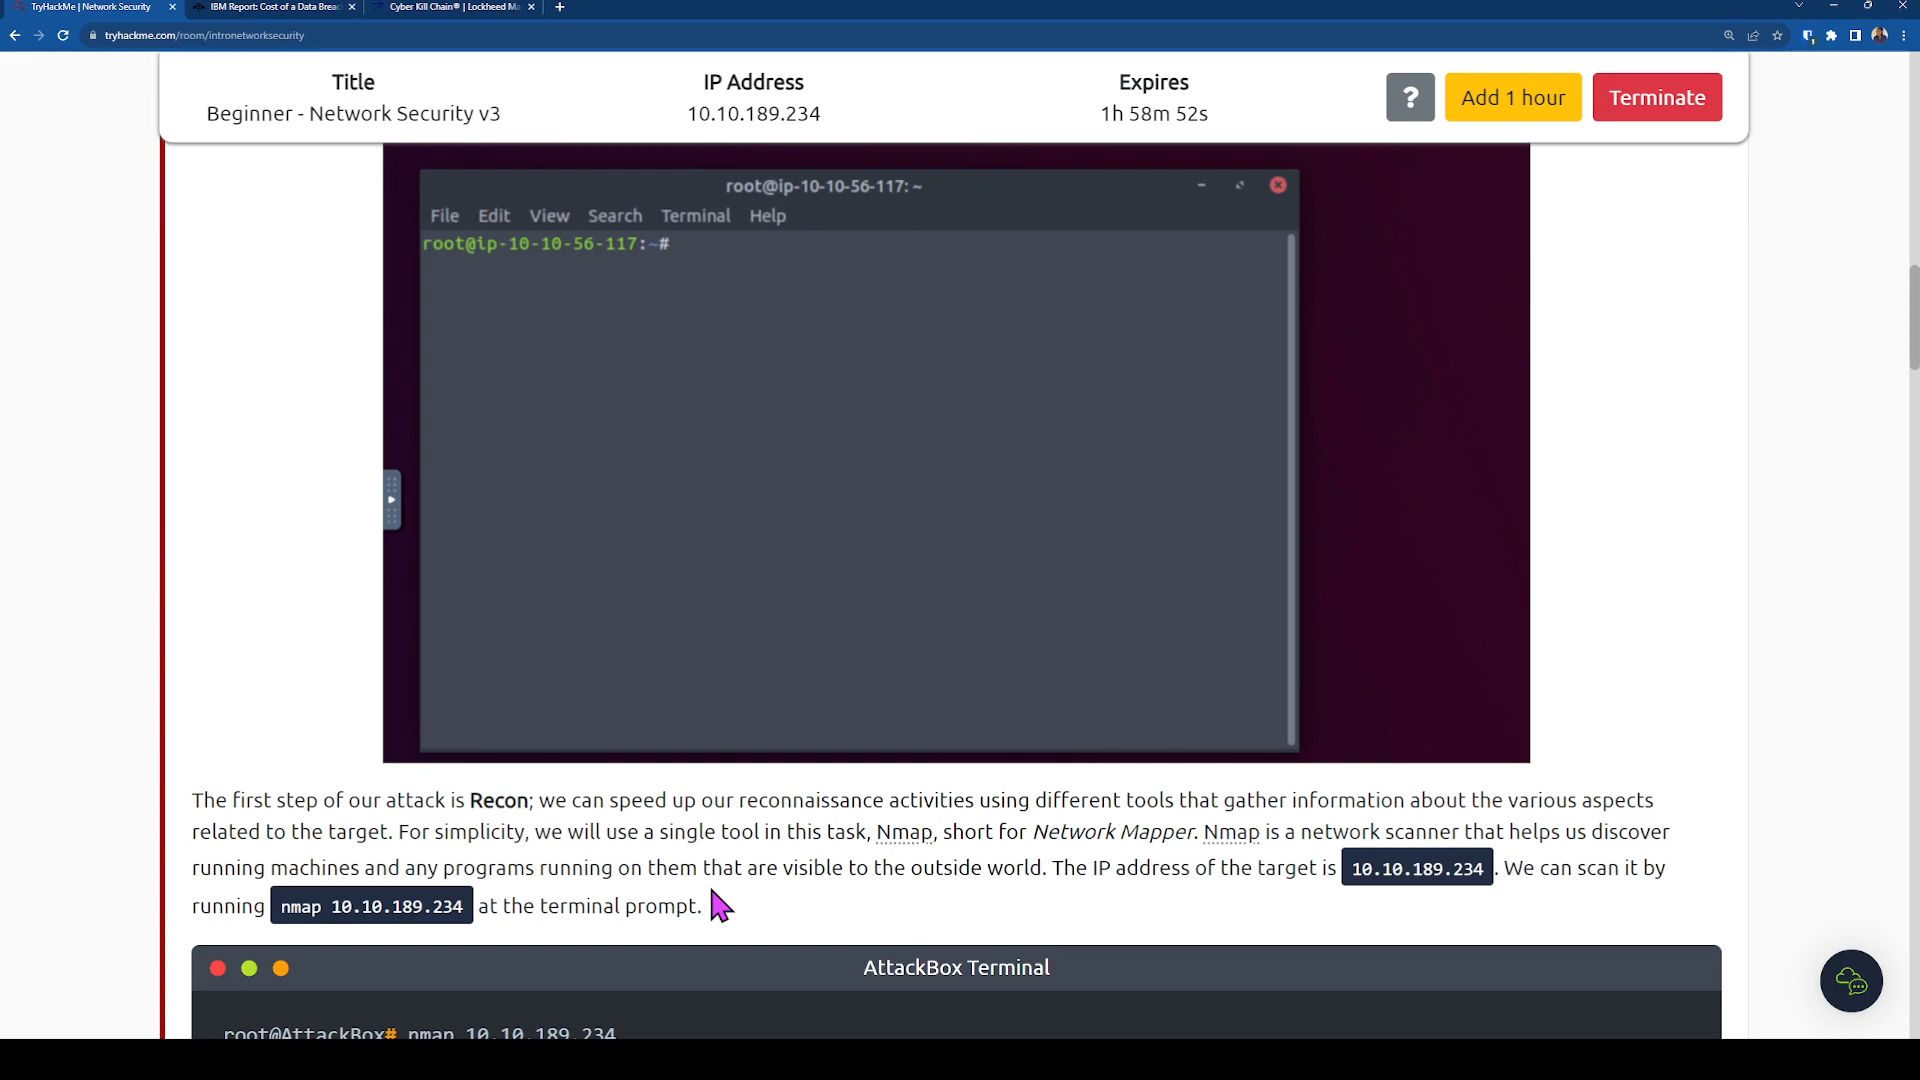 TryHackMe | Network Security
IBM Report: Cost of a Data Breac
Cyber Kill Chain® | Lockheed Ma
tryhackme.com/room/intronetworksecurity
Title
IP Address
Expires
Beginner - Network Security v3
10.10.189.234
1h 58m 52s
?
Add 1 hour
Terminate
root@ip-10-10-56-117: ~
File Edit View Search Terminal Help
root@ip-10-10-56-117:~#
The first step of our attack is Recon; we can speed up our reconnaissance activities using different tools that gather information about the various aspects
related to the target. For simplicity, we will use a single tool in this task, Nmap, short for Network Mapper. Nmap is a network scanner that helps us discover
running machines and any programs running on them that are visible to the outside world. The IP address of the target is 10.10.189.234. We can scan it by
running nmap 10.10.189.234 at the terminal prompt.
AttackBox Terminal
root@AttackBox# nmap 10.10.189.234